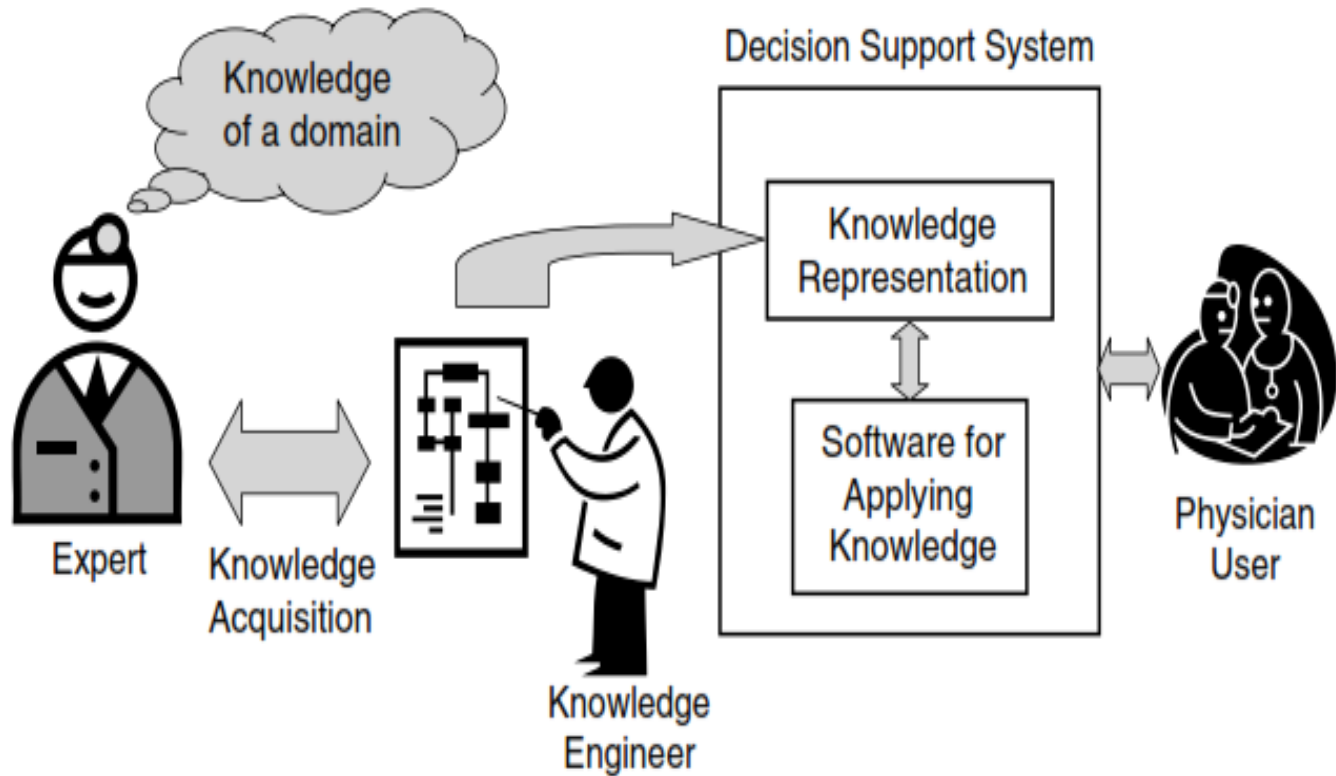 Knowledge
of a domain
Decision Support System
Knowledge
Representation
Software for
Applying
Knowledge
Expert
Knowledge
Acquisition
Knowledge
Engineer
Physician
User